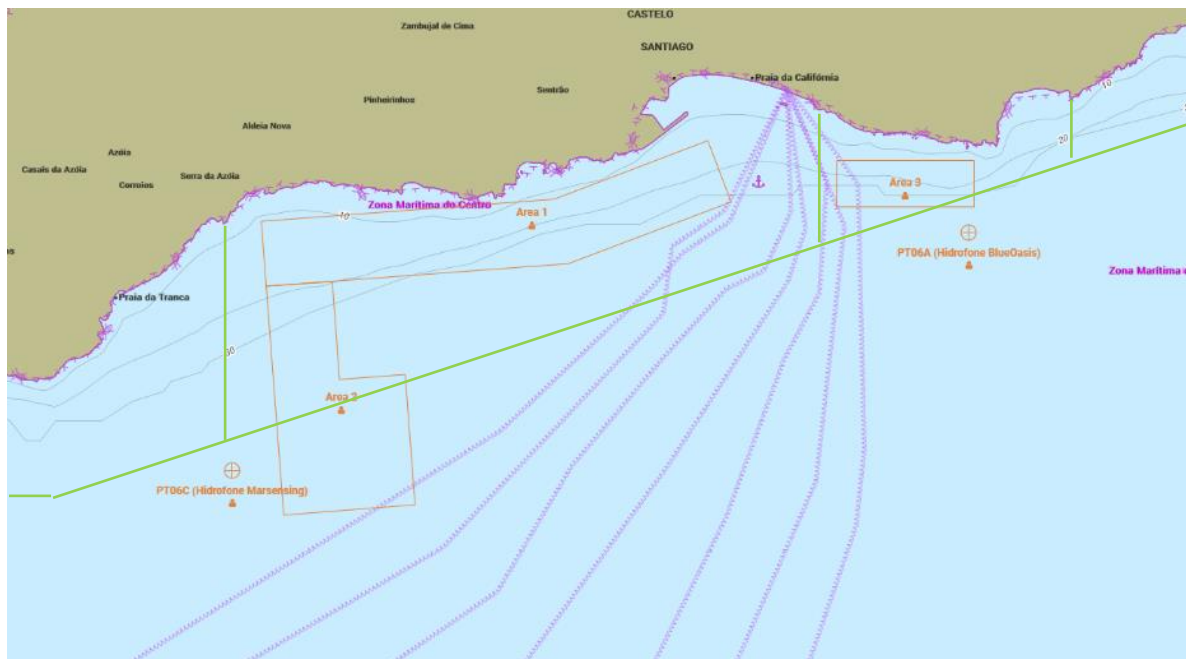 CASTELO
Zambujal de Cima
SANTIAGO
Praia da Califórnia
Sentrão
Pinheirinhos
10
Aldeia Nova
20
Azóia
Casais da Azóia
Serra da Azóia
Correios
Area 3
Zona Marítima do Centro
10
Area 1
PT06A (Hidrofone BlueOasis)
Zona Marítima
Praia da Tranca
30
Area 2
PT06C (Hidrofone Marsensing)